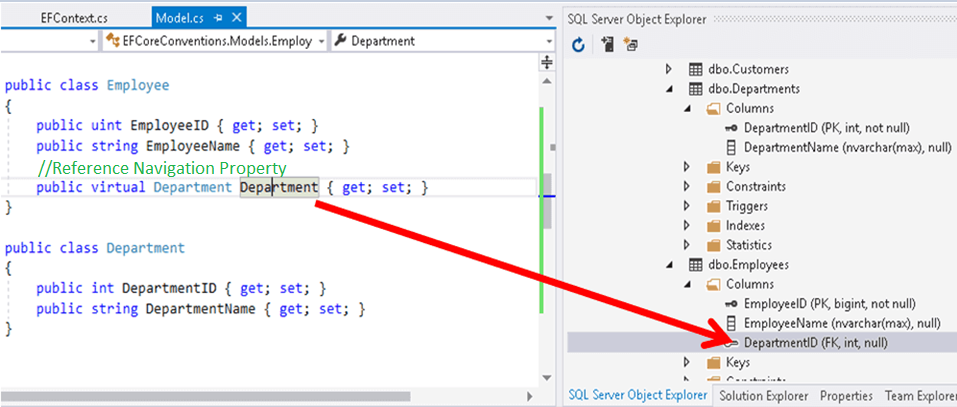 EFContext.cs
Model.cs
EFCoreConventions.Models.Employ
Department
public class Employee
{
public uint EmployeeID { get; set; }
public string EmployeeName { get; set; }
//Reference Navigation Property
public virtual Department Department { get; set; }
}
public class Department
{
public int DepartmentID { get; set; }
public string DepartmentName { get; set; }
}
SQL Server Object Explorer
dbo.Customers
dbo.Departments
Columns
DepartmentID (PK, int, not null)
DepartmentName (nvarchar(max), null)
Keys
Constraints
Triggers
Indexes
Statistics
dbo.Employees
Columns
EmployeeID (PK, bigint, not null)
EmployeeName (nvarchar(max), null)
DepartmentID (FK, int, null)
Keys
SQL Server Object Explorer Solution Explorer Properties Team Explorer